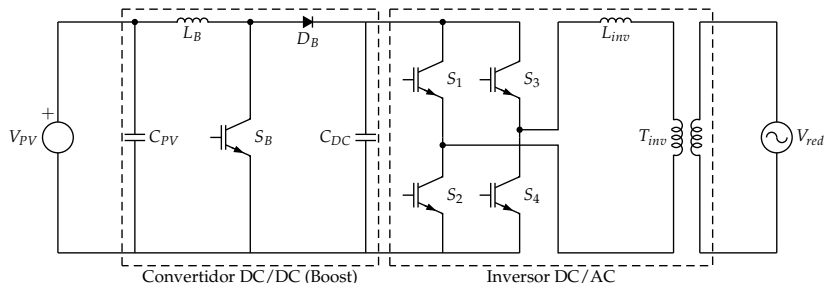 L_B
D_B
L_inv
+
S_1
S_3
V_PV
C_PV
S_B
C_DC
T_inv
V_red
S_2
S_4
Convertidor DC/DC (Boost)
Inversor DC/AC